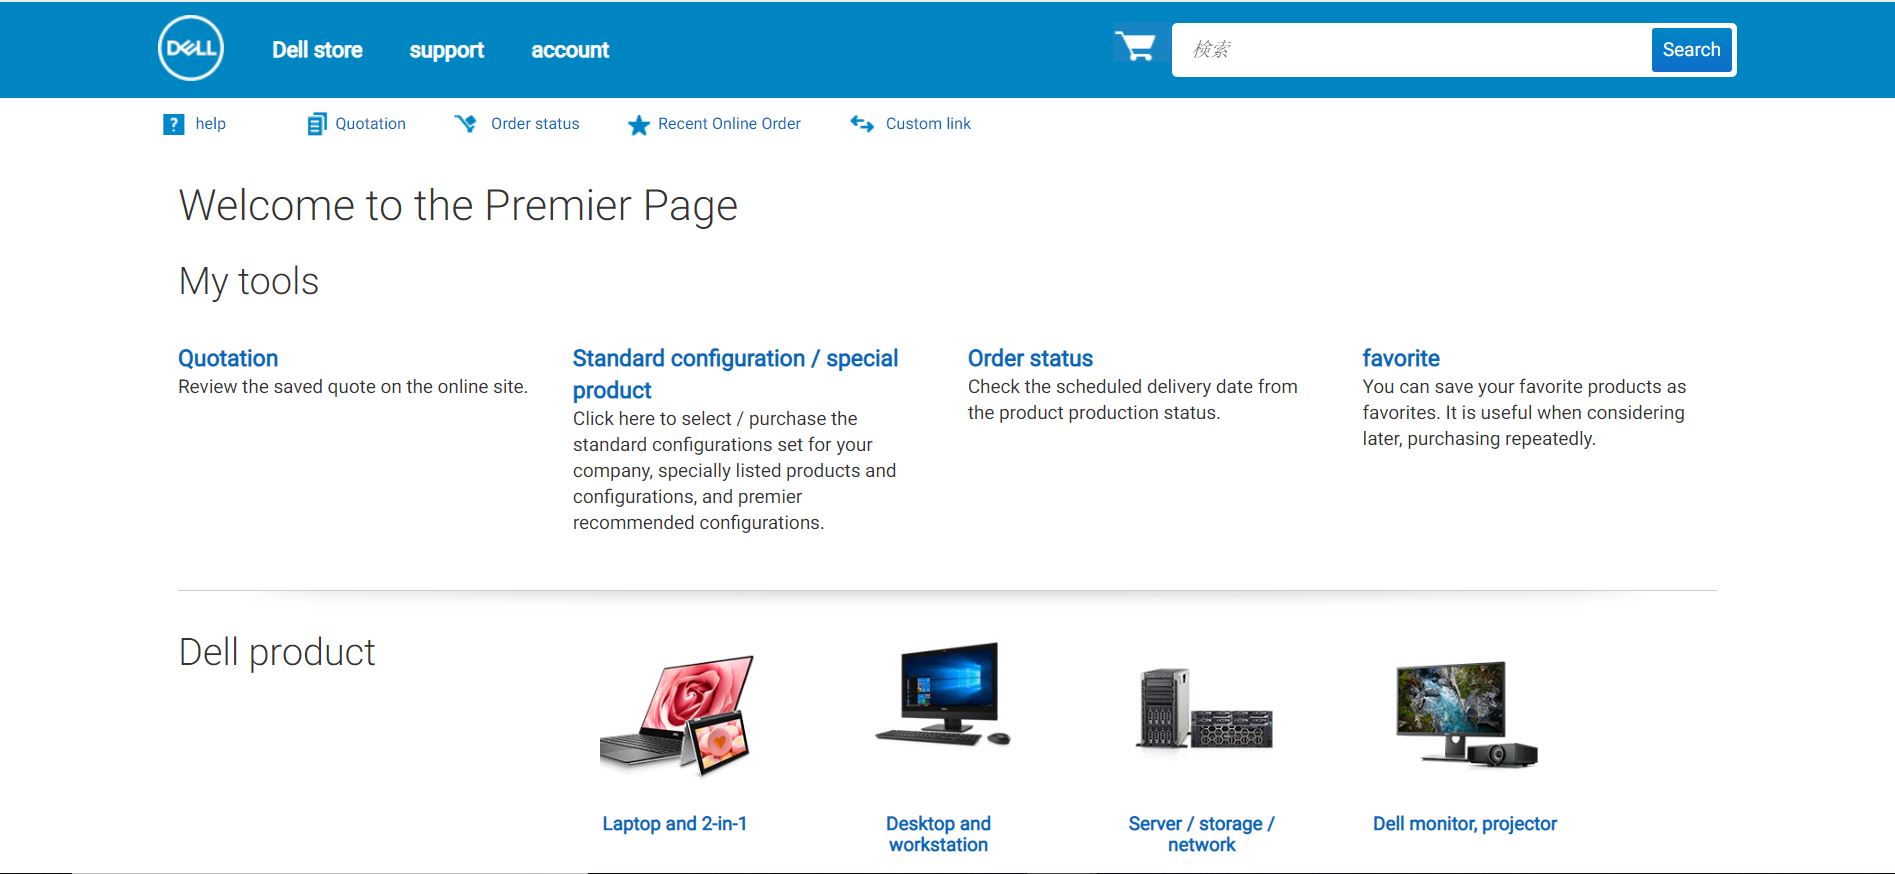 DELL
Dell store
support
account
検索
Search
? help
Quotation
Order status
Recent Online Order
Custom link
Welcome to the Premier Page
My tools
Quotation
Review the saved quote on the online site.
Standard configuration / special
product
Click here to select / purchase the
standard configurations set for your
company, specially listed products and
configurations, and premier
recommended configurations.
Order status
Check the scheduled delivery date from
the product production status.
favorite
You can save your favorite products as
favorites. It is useful when considering
later, purchasing repeatedly.
Dell product
Laptop and 2-in-1
Desktop and
workstation
Server / storage /
network
Dell monitor, projector